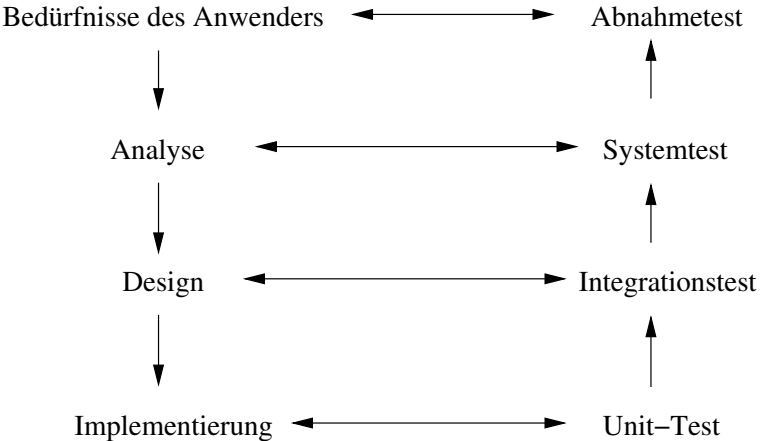 Bedürfnisse des Anwenders Abnahmetest
Analyse Systemtest
Design Integrationstest
Implementierung Unit−Test